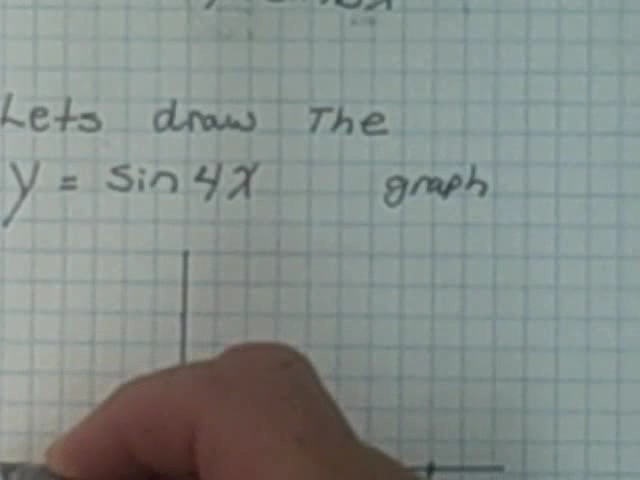 Lets draw The
y = sin 4x graph